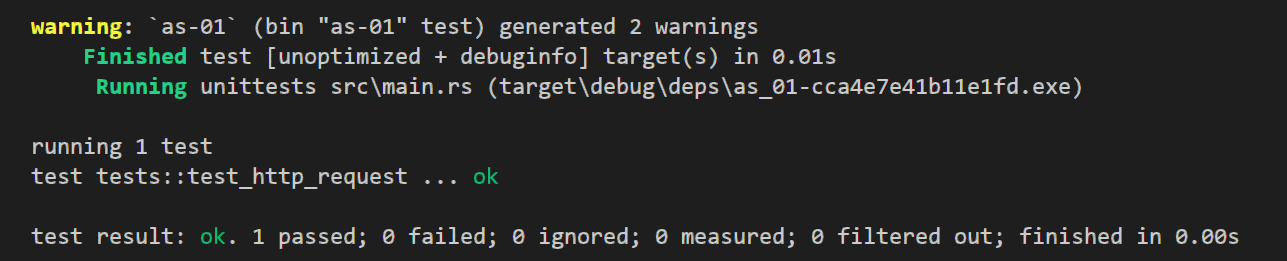 warning: `as-01` (bin "as-01" test) generated 2 warnings
Finished test [unoptimized + debuginfo] target(s) in 0.01s
Running unittests src\main.rs (target\debug\deps\as_01-cca4e7e41b11e1fd.exe)
running 1 test
test tests::test_http_request ... ok
test result: ok. 1 passed; 0 failed; 0 ignored; 0 measured; 0 filtered out; finished in 0.00s